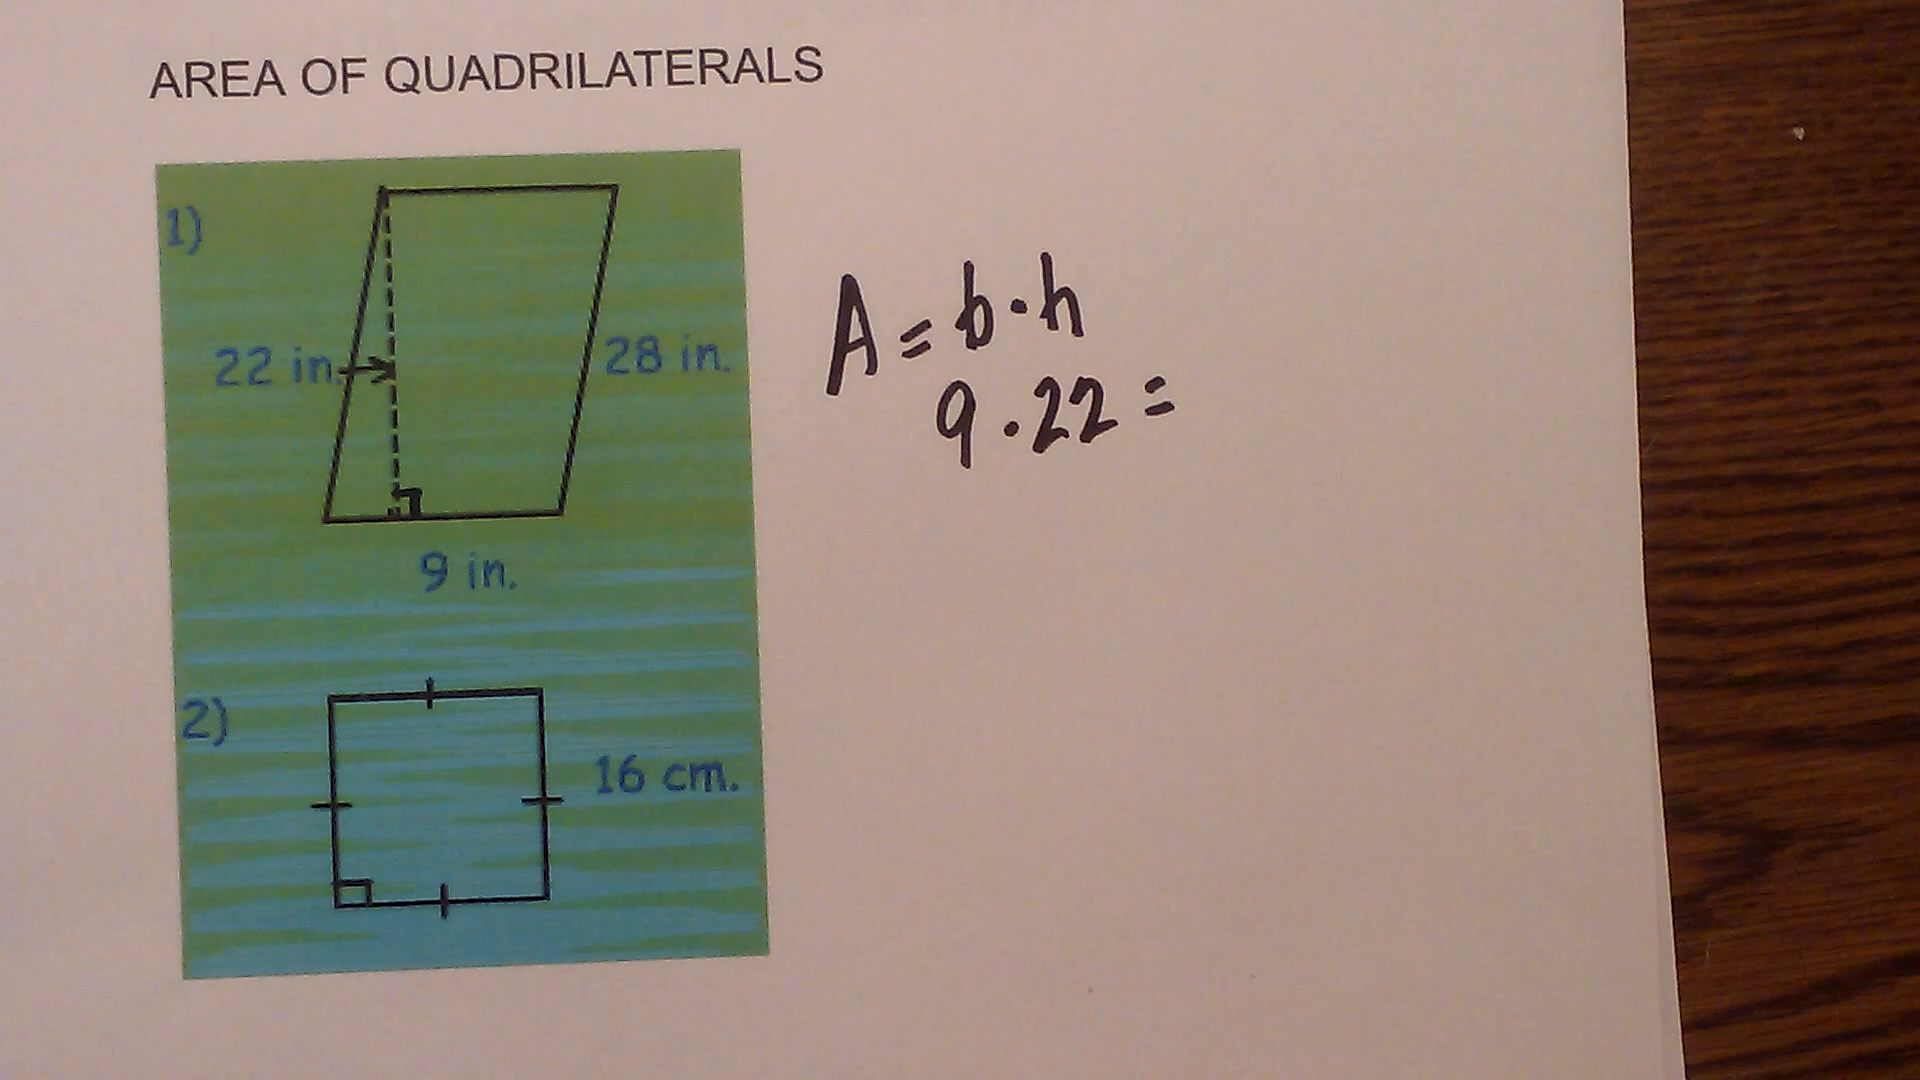 AREA OF QUADRILATERALS
1)
22 in.
28 in.
9 in.
A = b · h
9 · 22 =
2)
16 cm.